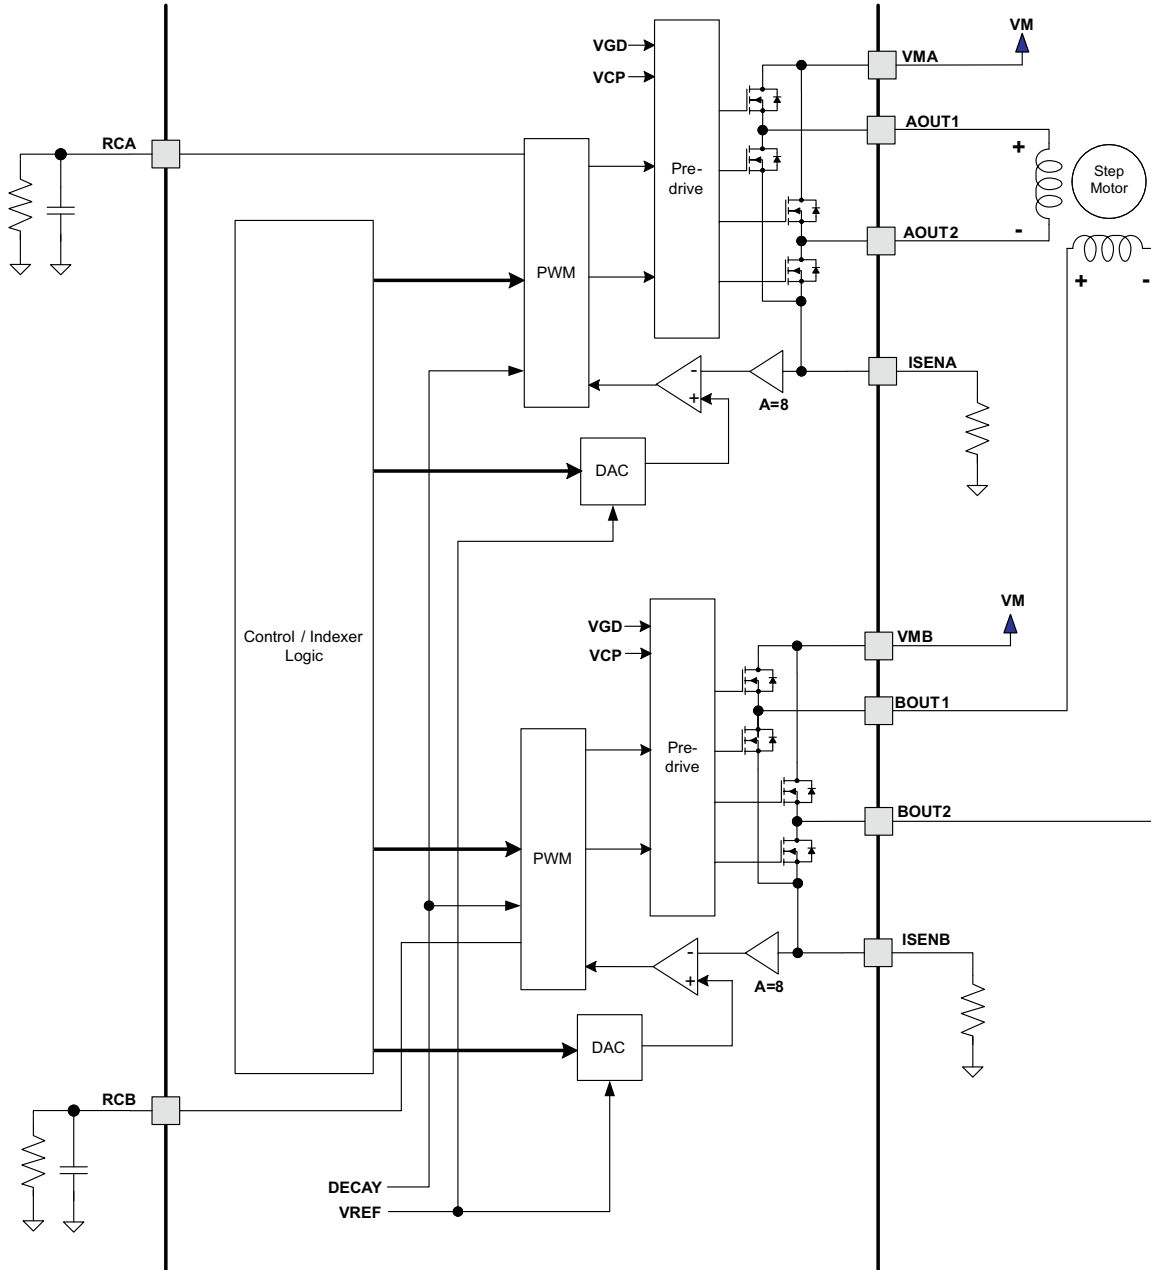 VM
VGD
VMA
VCP
AOUT1
RCA
+
Pre-
drive
Step
Motor
AOUT2
-
PWM
+
-
ISENA
-
+
A=8
DAC
VM
VGD
Control / Indexer
Logic
VMB
VCP
BOUT1
Pre-
drive
BOUT2
PWM
ISENB
-
+
A=8
DAC
RCB
DECAY
VREF